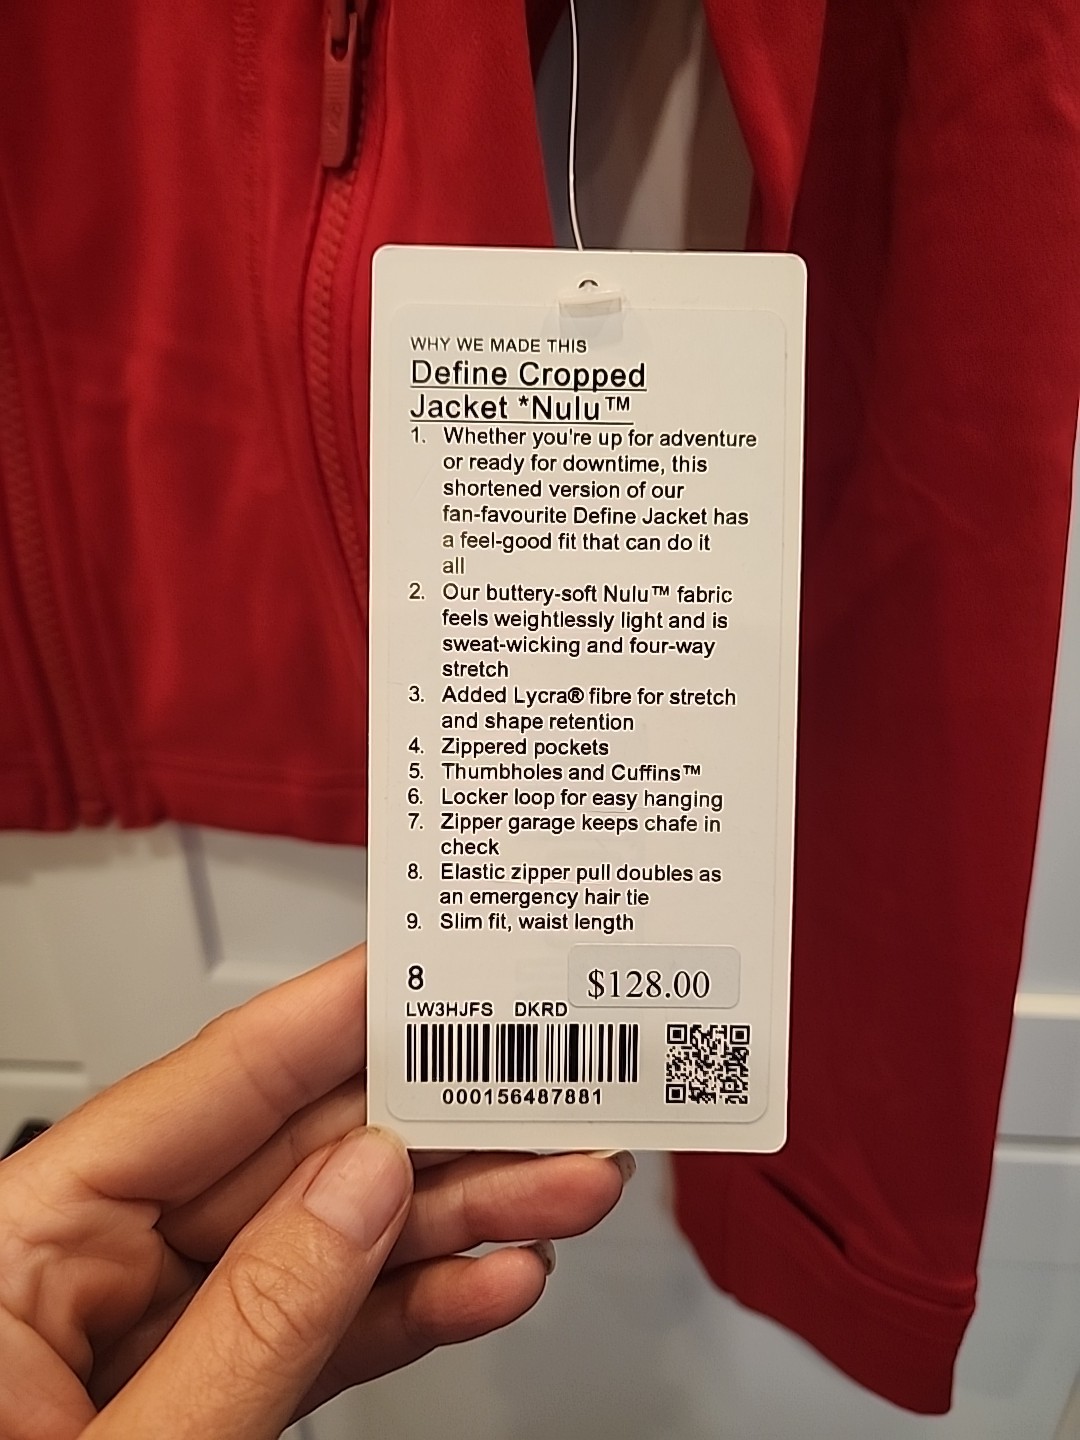 WHY WE MADE THIS
Define Cropped
Jacket *Nulu™
1. Whether you're up for adventure
or ready for downtime, this
shortened version of our
fan-favourite Define Jacket has
a feel-good fit that can do it
all
2. Our buttery-soft Nulu™ fabric
feels weightlessly light and is
sweat-wicking and four-way
stretch
3. Added Lycra® fibre for stretch
and shape retention
4. Zippered pockets
5. Thumbholes and Cuffins™
6. Locker loop for easy hanging
7. Zipper garage keeps chafe in
check
8. Elastic zipper pull doubles as
an emergency hair tie
9. Slim fit, waist length
8
$128.00
LW3HJFS DKRD
000156487881